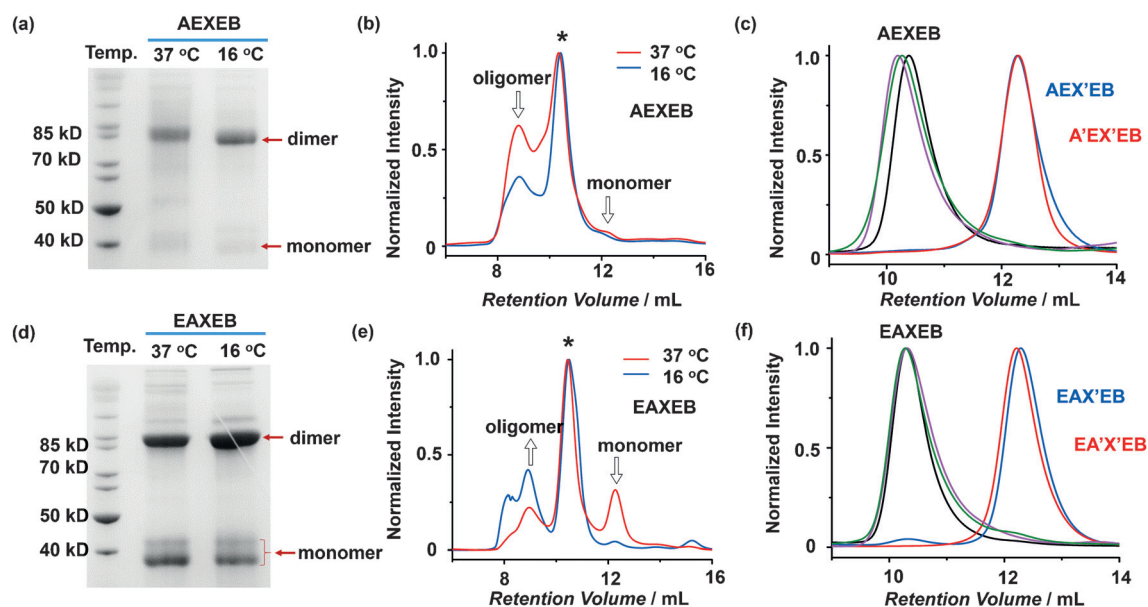 (a)
AEXEB
Temp.
37 °C
16 °C
85 kD
70 kD
50 kD
40 kD
dimer
monomer
(b)
*
37 °C
16 °C
oligomer
AEXEB
monomer
Normalized Intensity
1.0
0.5
0
8
12
16
Retention Volume / mL
(c)
AEXEB
AEX'EB
A'EX'EB
Normalized Intensity
1.0
0.5
0
10
12
14
Retention Volume / mL
(d)
EAXEB
Temp.
37 °C
16 °C
85 kD
70 kD
50 kD
40 kD
dimer
monomer
(e)
*
37 °C
16 °C
EAXEB
oligomer
monomer
Normalized Intensity
1.0
0.5
0
8
12
16
Retention Volume / mL
(f)
EAXEB
EAX'EB
EA'X'EB
Normalized Intensity
1.0
0.5
0
10
12
14
Retention Volume / mL